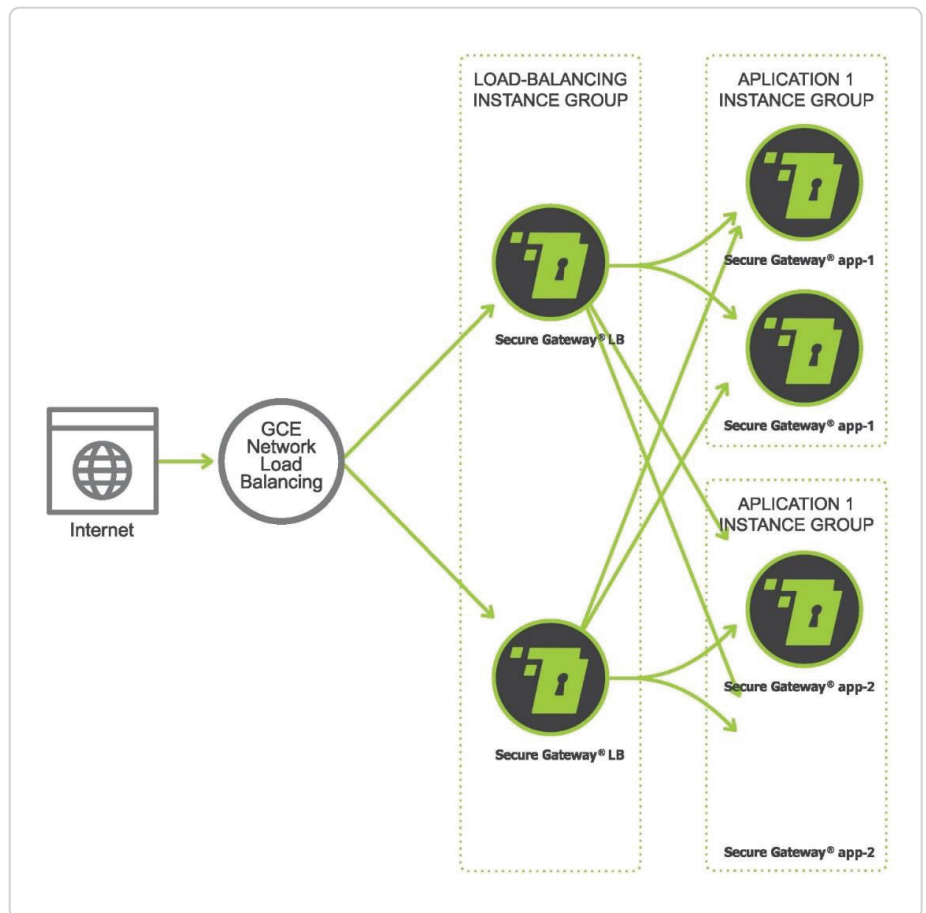 LOAD-BALANCING
INSTANCE GROUP
APLICATION 1
INSTANCE GROUP
Secure Gateway® app-1
Secure Gateway® LB
Secure Gateway® app-1
GCE
Network
Load
Balancing
Internet
APLICATION 1
INSTANCE GROUP
Secure Gateway® app-2
Secure Gateway® LB
Secure Gateway® app-2